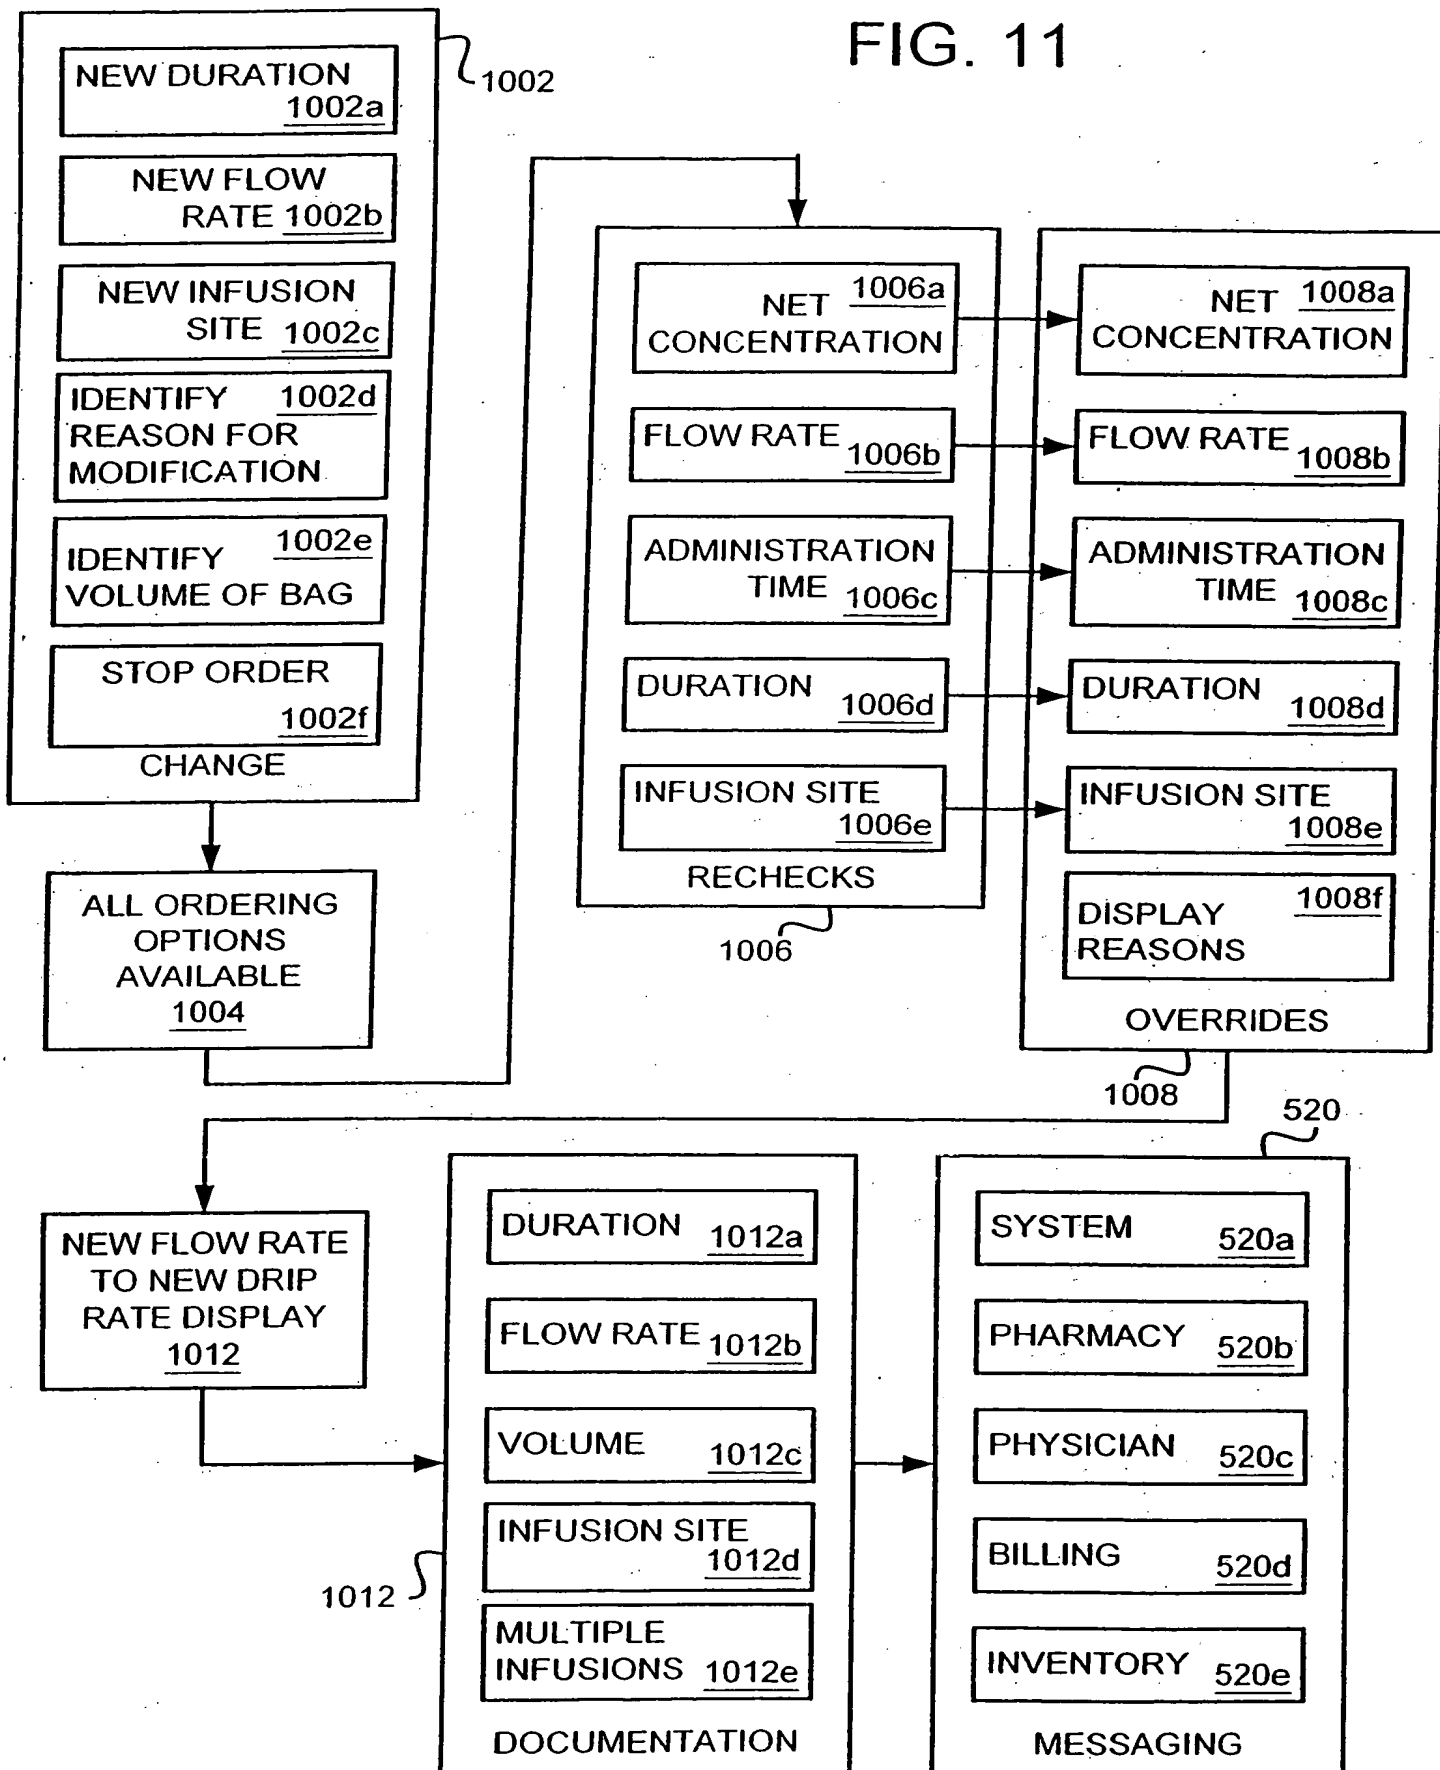 FIG. 11
1002
NEW DURATION
1002a
NEW FLOW
RATE 1002b
NEW INFUSION
SITE 1002c
IDENTIFY 1002d
REASON FOR
MODIFICATION
1002e
IDENTIFY
VOLUME OF BAG
STOP ORDER
1002f
CHANGE
ALL ORDERING
OPTIONS
AVAILABLE
1004
NET 1006a
CONCENTRATION
FLOW RATE 1006b
ADMINISTRATION
TIME 1006c
DURATION 1006d
INFUSION SITE
1006e
RECHECKS
1006
NET 1008a
CONCENTRATION
FLOW RATE 1008b
ADMINISTRATION
TIME 1008c
DURATION 1008d
INFUSION SITE
1008e
1008f
DISPLAY
REASONS
OVERRIDES
1008
NEW FLOW RATE
TO NEW DRIP
RATE DISPLAY
1012
DURATION 1012a
FLOW RATE 1012b
VOLUME 1012c
INFUSION SITE
1012d
MULTIPLE
INFUSIONS 1012e
DOCUMENTATION
1012
520
SYSTEM 520a
PHARMACY 520b
PHYSICIAN 520c
BILLING 520d
INVENTORY 520e
MESSAGING